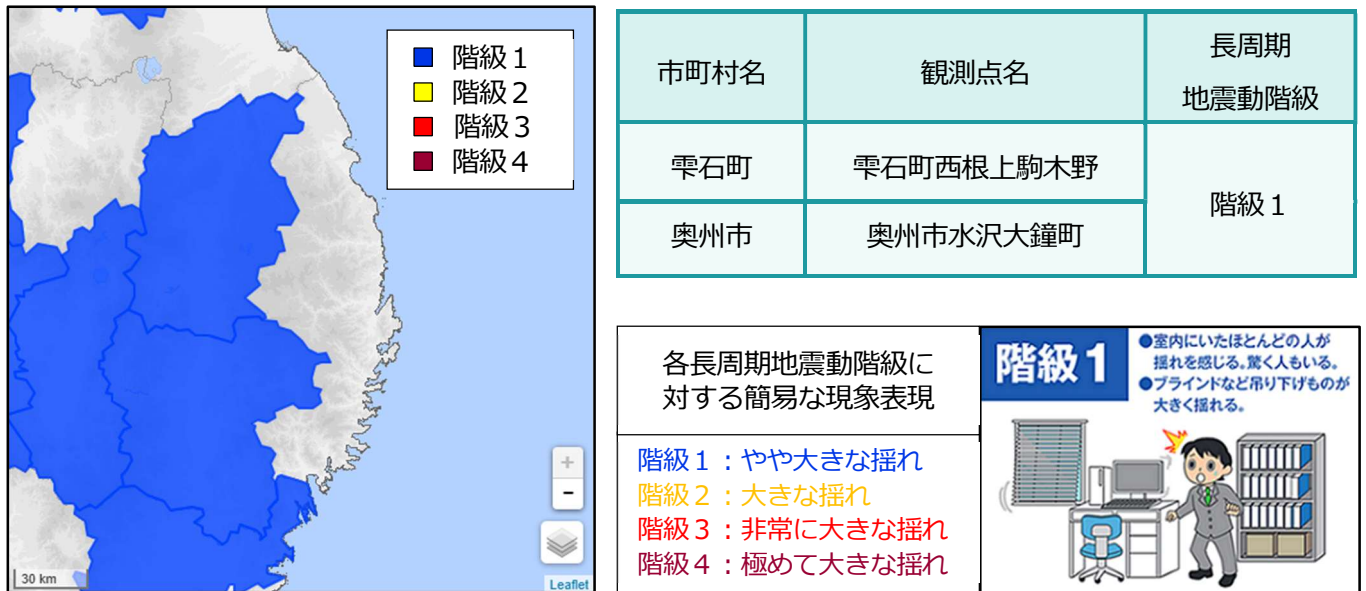 階級１
階級２
階級３
階級４
+
-
30 km
Leaflet
市町村名
観測点名
長周期
地震動階級
雫石町
雫石町西根上駒木野
階級１
奥州市
奥州市水沢大鐘町
各長周期地震動階級に
対する簡易な現象表現
階級１：やや大きな揺れ
階級２：大きな揺れ
階級３：非常に大きな揺れ
階級４：極めて大きな揺れ
階級1
●室内にいたほとんどの人が
揺れを感じる。驚く人もいる。
●ブラインドなど吊り下げものが
大きく揺れる。